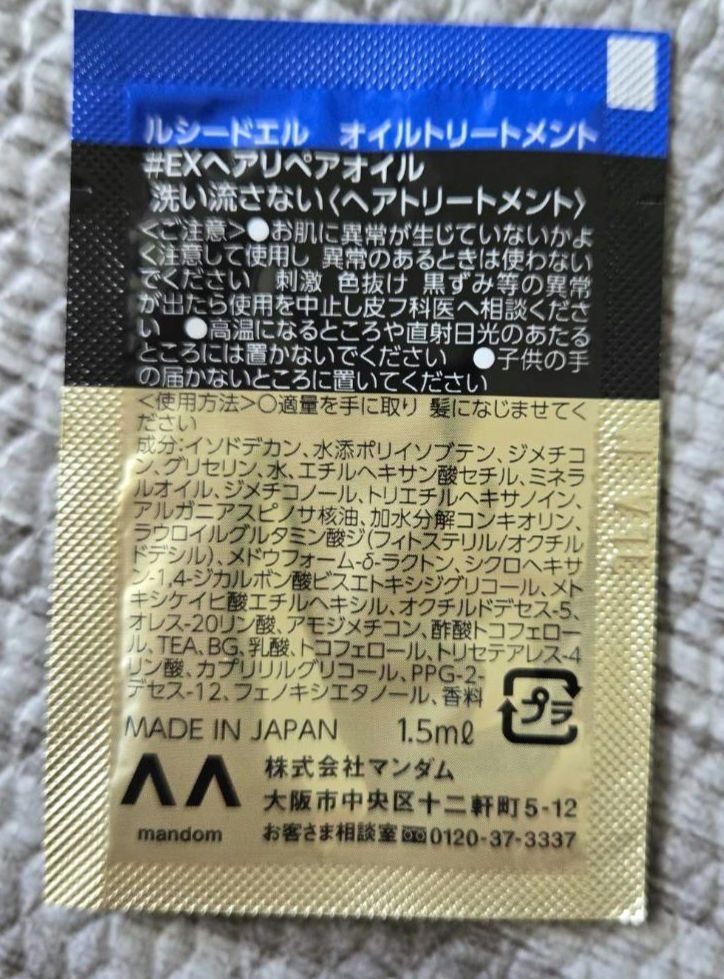 ルシードエル　オイルトリートメント
#EXヘアリペアオイル
洗い流さない〈ヘアトリートメント〉
＜ご注意＞●お肌に異常が生じていないかよ
く注意して使用し 異常のあるときは使わない
でください　刺激 色抜け 黒ずみ等の異常
が出たら使用を中止し皮フ科医へ相談くださ
い　●高温になるところや直射日光のあたる
ところには置かないでください　●子供の手
の届かないところに置いてください
＜使用方法＞○適量を手に取り 髪になじませてく
ださい
成分:イソドデカン、水添ポリイソブテン、ジメチコ
ン、グリセリン、水、エチルヘキサン酸セチル、ミネラ
ルオイル、ジメチコノール、トリエチルヘキサノイン、
アルガニアスピノサ核油、加水分解コンキオリン、
ラウロイルグルタミン酸ジ(フィトステリル/オクチル
ドデシル)、メドウフォーム-δ-ラクトン、シクロヘキサ
ン-1,4-ジカルボン酸ビスエトキシジグリコール、メト
キシケイヒ酸エチルヘキシル、オクチルドデセス-5、
オレス-20リン酸、アモジメチコン、酢酸トコフェロー
ル、TEA、BG、乳酸、トコフェロール、トリセテアレス-4
リン酸、カプリリルグリコール、PPG-2-
デセス-12、フェノキシエタノール、香料
プラ
MADE IN JAPAN　1.5mℓ
株式会社マンダム
大阪市中央区十二軒町5-12
mandom　お客さま相談室 0120-37-3337